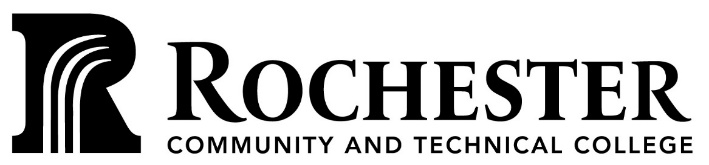 ROCHESTER
COMMUNITY AND TECHNICAL COLLEGE